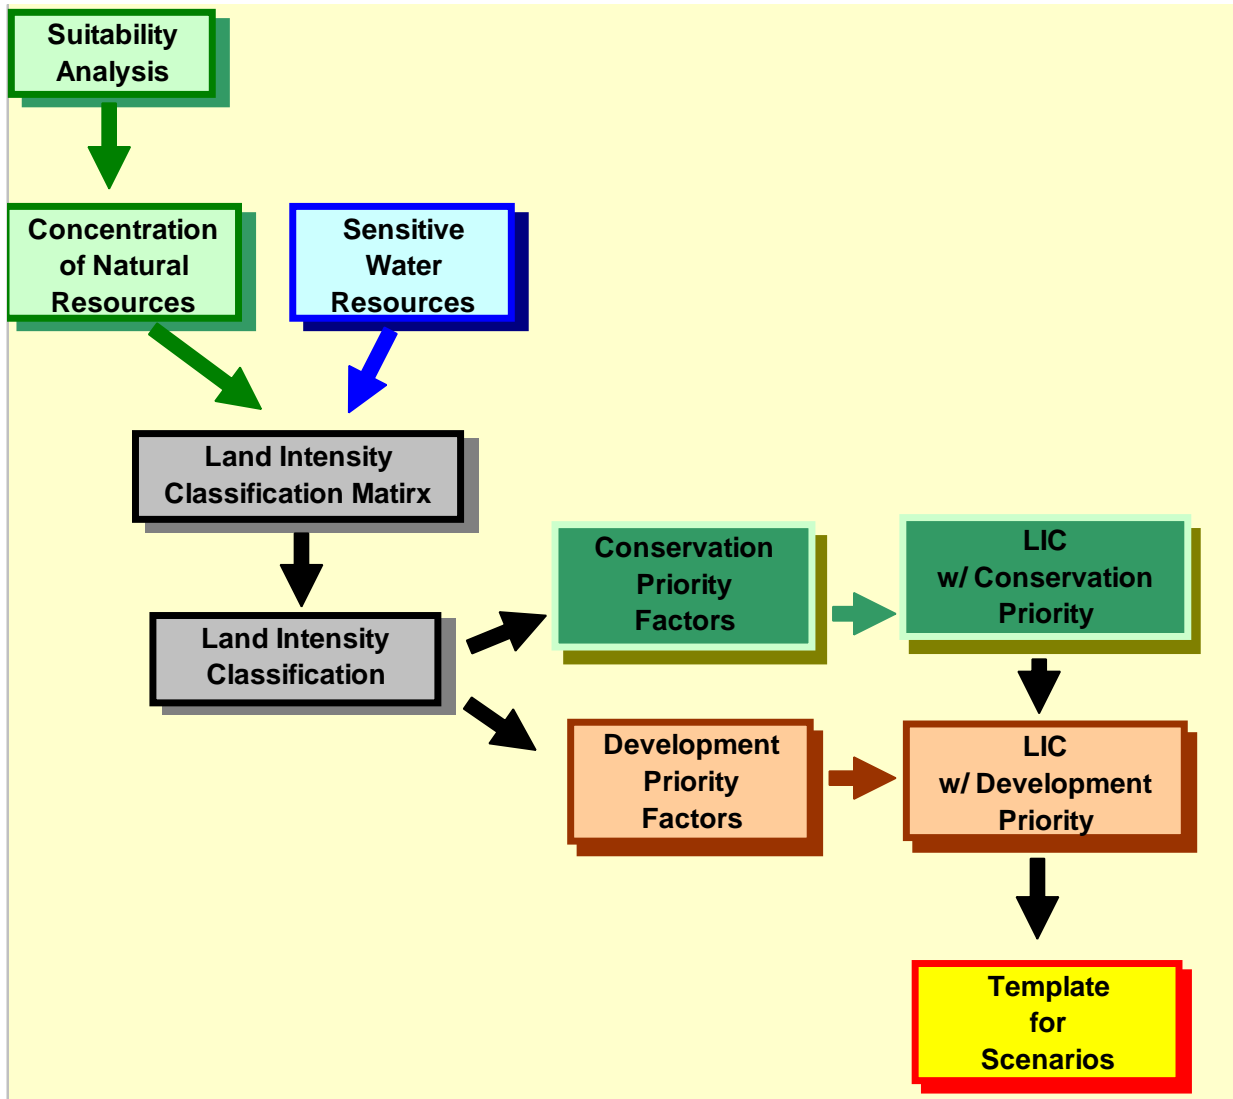 Suitability
Analysis
Concentration
of Natural
Resources
Sensitive
Water
Resources
Land Intensity
Classification Matirx
Land Intensity
Classification
Conservation
Priority
Factors
LIC
w/ Conservation
Priority
Development
Priority
Factors
LIC
w/ Development
Priority
Template
for
Scenarios